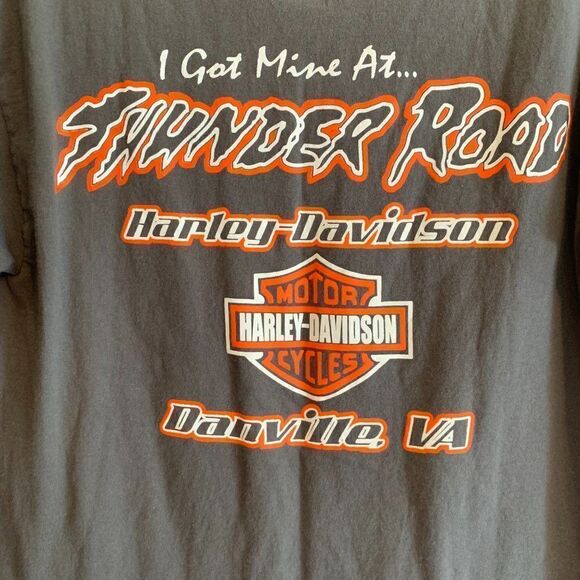 I Got Mine At...
THUNDER ROAD
Harley-Davidson
MOTOR
HARLEY-DAVIDSON
CYCLES
Danville, VA